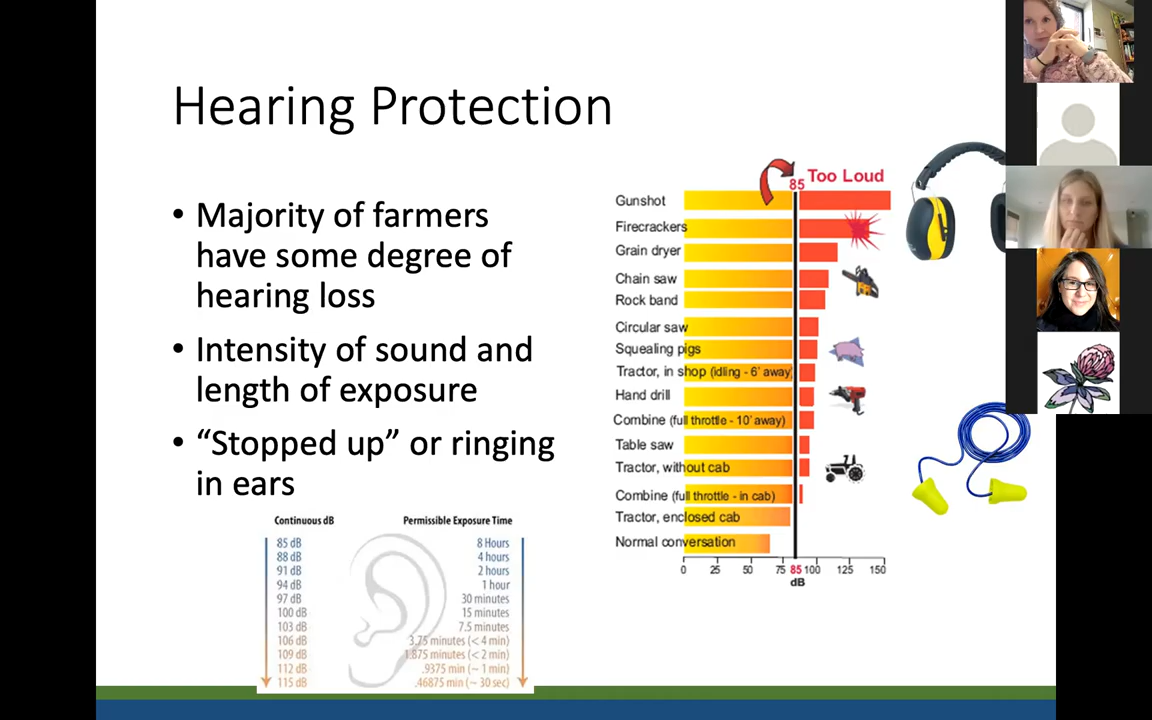 Hearing Protection
• Majority of farmers
have some degree of
hearing loss
• Intensity of sound and
length of exposure
• “Stopped up” or ringing
in ears
Continuous dB Permissible Exposure Time
85 dB 8 Hours
88 dB 4 hours
91 dB 2 hours
94 dB 1 hour
97 dB 30 minutes
100 dB 15 minutes
103 dB 7.5 minutes
106 dB 3.75 minutes (< 4 min)
109 dB 1.875 minutes (< 2 min)
112 dB .9375 min (~ 1 min)
115 dB .46875 min (~ 30 sec)
85 Too Loud
Gunshot
Firecrackers
Grain dryer
Chain saw
Rock band
Circular saw
Squealing pigs
Tractor, in shop (idling - 6' away)
Hand drill
Combine (full throttle - 10' away)
Table saw
Tractor, without cab
Combine (full throttle - in cab)
Tractor, enclosed cab
Normal conversation
0 25 50 75 85 100 125 150
dB